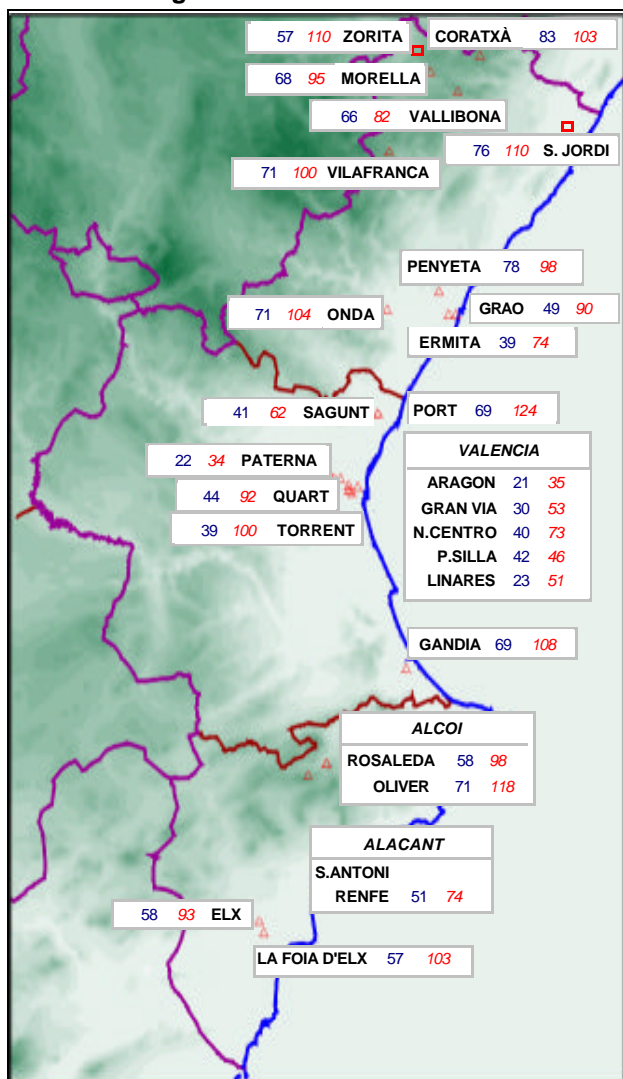 57 110 ZORITA
CORATXÀ 83 103
68 95 MORELLA
66 82 VALLIBONA
76 110 S. JORDI
71 100 VILAFRANCA
PENYETA 78 98
71 104 ONDA
GRAO 49 90
ERMITA 39 74
41 62 SAGUNT
PORT 69 124
VALENCIA
ARAGON 21 35
GRAN VIA 30 53
N.CENTRO 40 73
P.SILLA 42 46
LINARES 23 51
22 34 PATERNA
44 92 QUART
39 100 TORRENT
GANDIA 69 108
ALCOI
ROSALEDA 58 98
OLIVER 71 118
ALACANT
S.ANTONI
RENFE 51 74
58 93 ELX
LA FOIA D'ELX 57 103